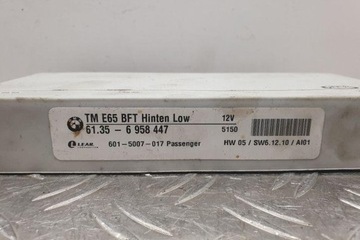 TM E65 BFT Hinten Low 12V
61.35 - 6 958 447 5150
LEAR
601-5007-017 Passenger HW 05 / SW6.12.10 / AI01